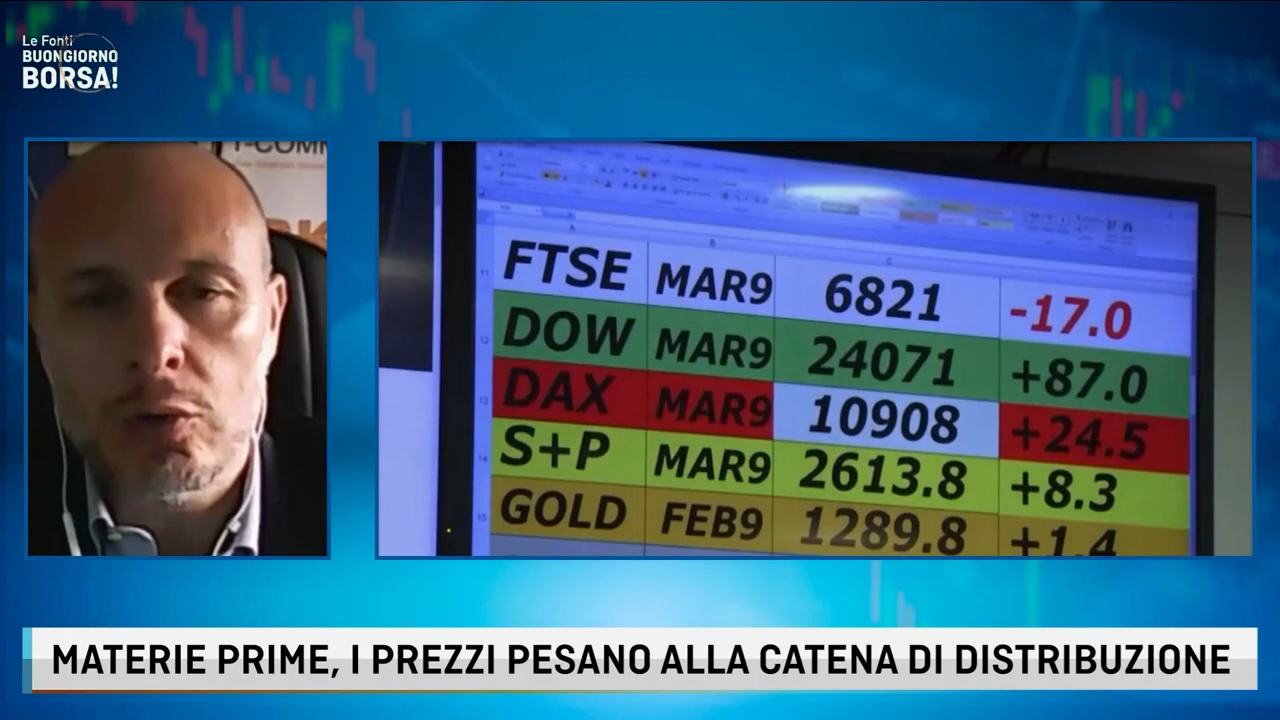 Le Fonti
BUONGIORNO
BORSA!
FTSE MAR9 6821 -17.0
DOW MAR9 24071 +87.0
DAX MAR9 10908 +24.5
S+P MAR9 2613.8 +8.3
GOLD FEB9 1289.8 +1.4
MATERIE PRIME, I PREZZI PESANO ALLA CATENA DI DISTRIBUZIONE